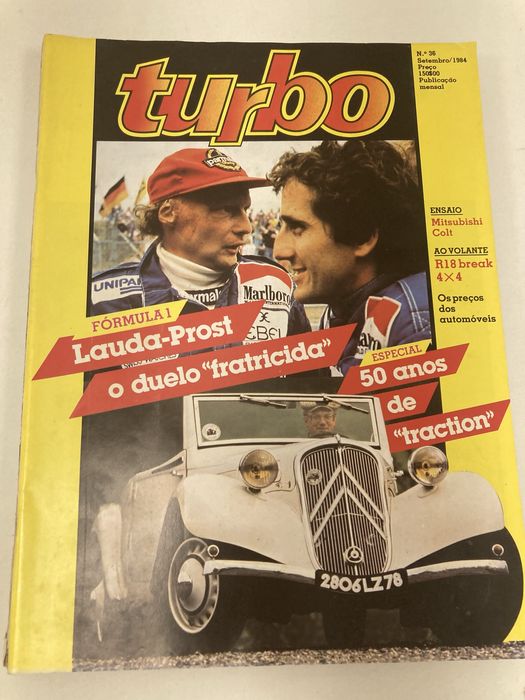 turbo
N.º 36
Setembro/1984
Preço
150$00
Publicação
mensal
ENSAIO
Mitsubishi
Colt
AO VOLANTE
R18 break
4×4
Os preços
dos
automóveis
UNIPAR
Marlboro
FÓRMULA 1
Lauda-Prost
o duelo "fratricida"
ESPECIAL
50 anos
de
"traction"
2806LZ78